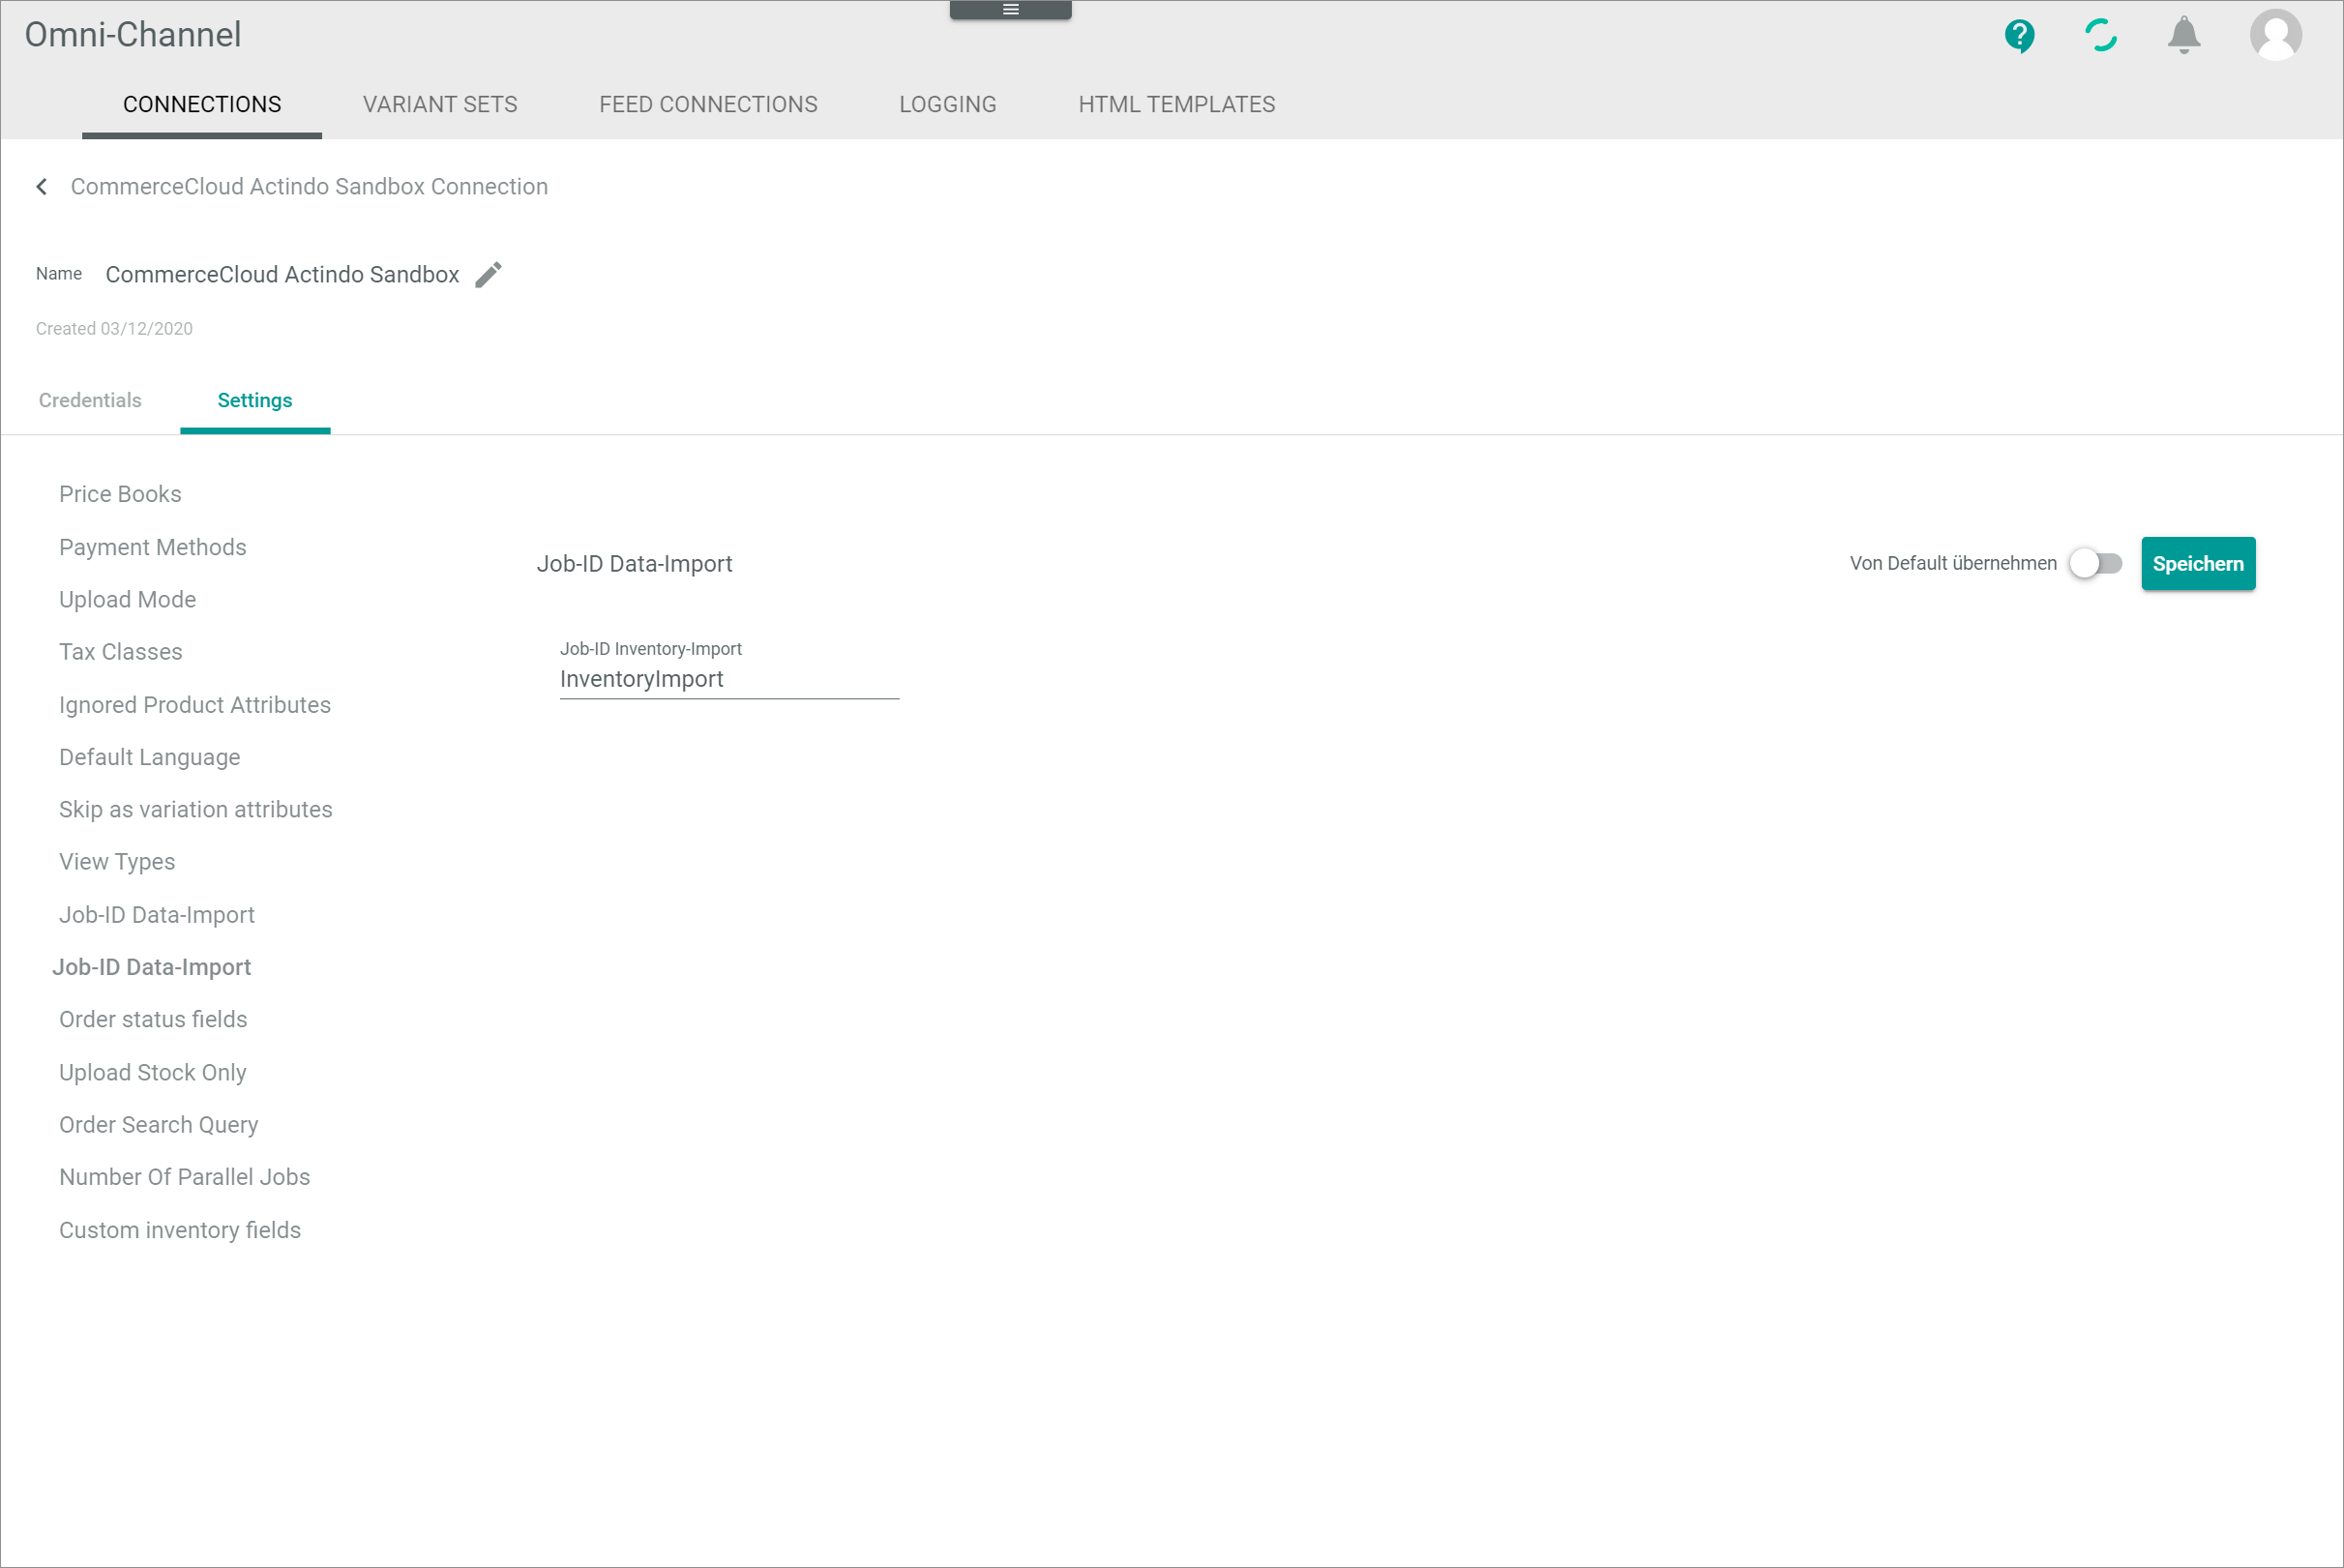 Omni-Channel
CONNECTIONS VARIANT SETS FEED CONNECTIONS LOGGING HTML TEMPLATES
CommerceCloud Actindo Sandbox Connection
Name CommerceCloud Actindo Sandbox
Created 03/12/2020
Credentials Settings
Price Books
Payment Methods
Upload Mode
Tax Classes
Ignored Product Attributes
Default Language
Skip as variation attributes
View Types
Job-ID Data-Import
Job-ID Data-Import
Order status fields
Upload Stock Only
Order Search Query
Number Of Parallel Jobs
Custom inventory fields
Job-ID Data-Import
Von Default übernehmen Speichern
Job-ID Inventory-Import
InventoryImport